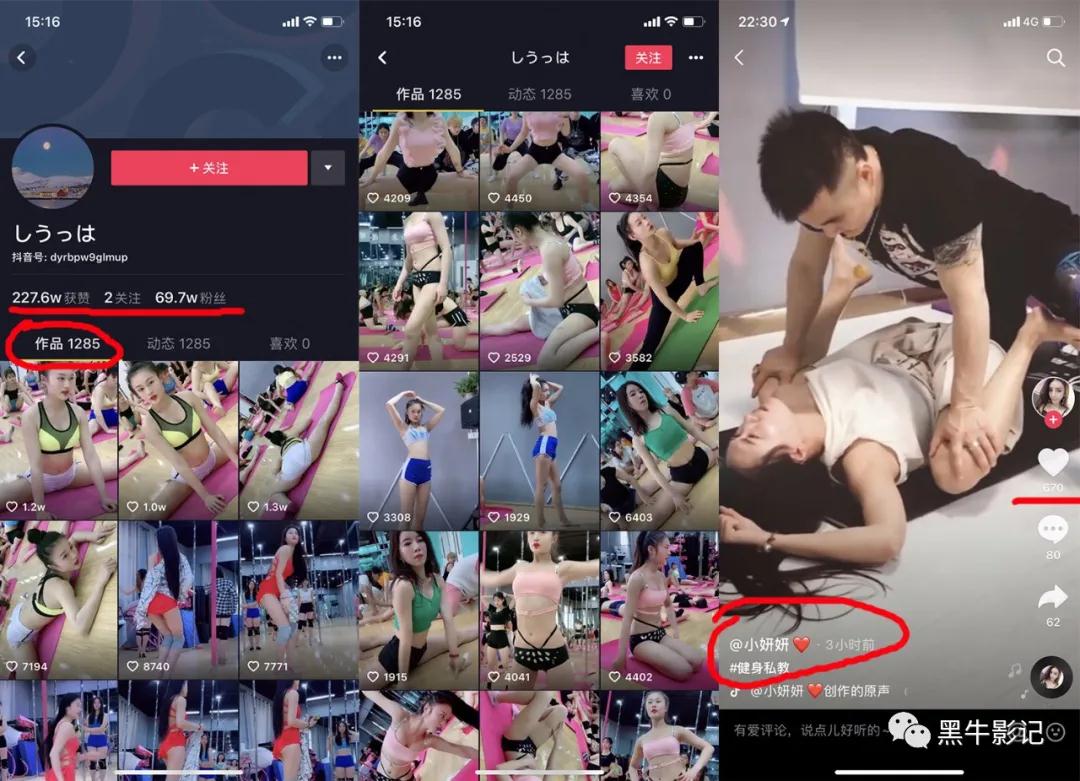 15:16
+关注
しうっは
抖音号: dyrbpw9glmup
227.6w获赞 2关注 69.7w粉丝
作品 1285 动态 1285 喜欢 0
1.2w 1.0w 1.3w
7194 8740 7771
15:16
しうっは 关注
作品 1285 动态 1285 喜欢 0
4209 4450 4354
4291 2529 3582
3308 1929 6403
1915 4041 4402
22:30 4G
670
80
62
@小妍妍❤️ · 3小时前
#健身私教
@小妍妍❤️创作的原声
有爱评论，说点儿好听的~
黑牛影记